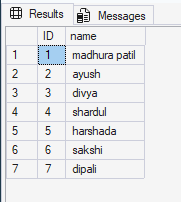 Results Messages
ID name
1 1 madhura patil
2 2 ayush
3 3 divya
4 4 shardul
5 5 harshada
6 6 sakshi
7 7 dipali